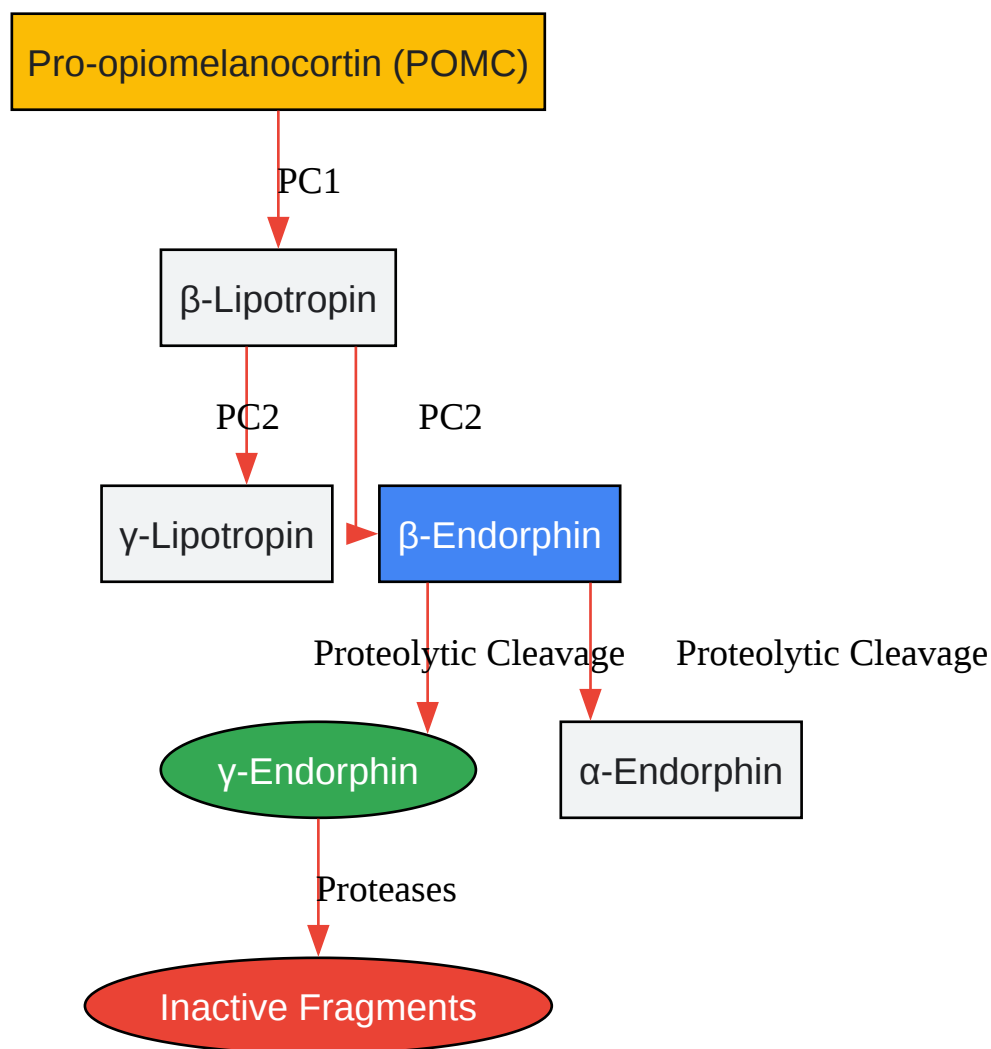 Pro-opiomelanocortin (POMC)
PC1
β-Lipotropin
PC2
PC2
γ-Lipotropin
β-Endorphin
Proteolytic Cleavage
Proteolytic Cleavage
γ-Endorphin
α-Endorphin
Proteases
Inactive Fragments